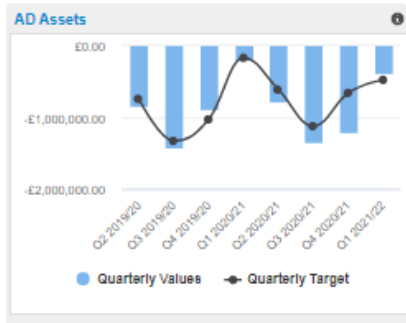 AD Assets
£0.00
-£1,000,000.00
-£2,000,000.00
Q2 2019/20
Q3 2019/20
Q4 2019/20
Q1 2020/21
Q2 2020/21
Q3 2020/21
Q4 2020/21
Q1 2021/22
Quarterly Values
Quarterly Target